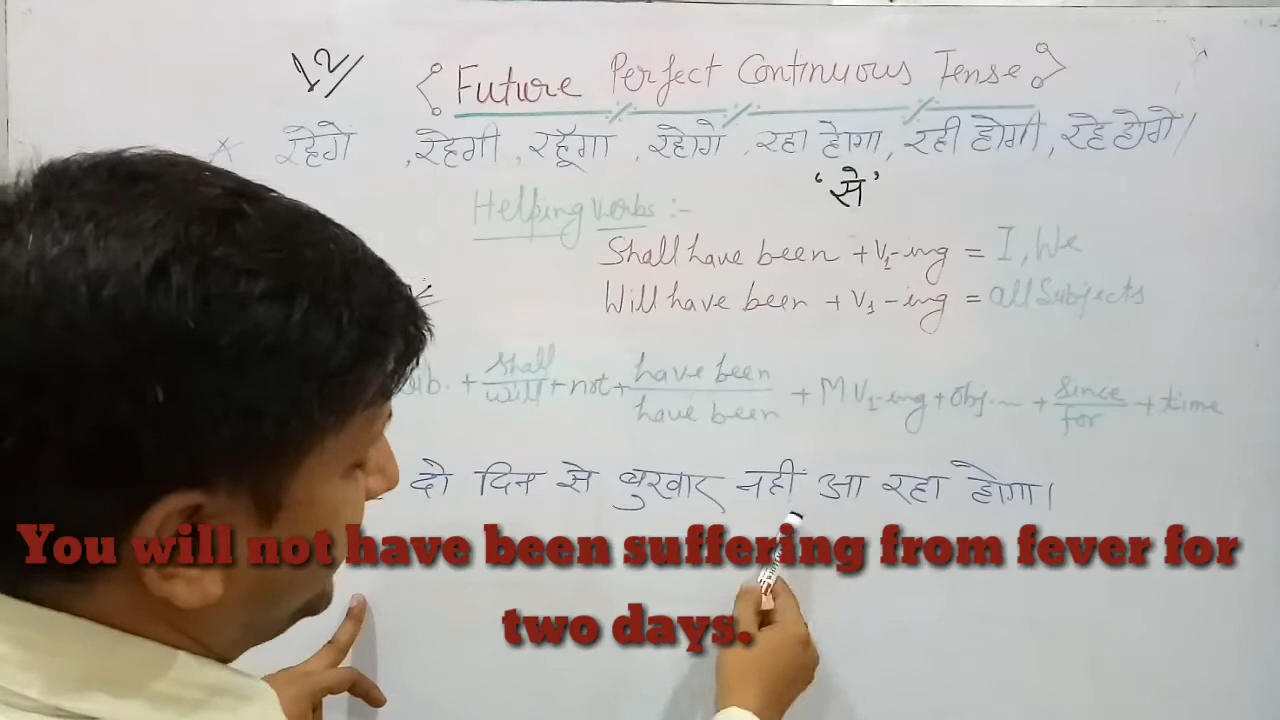 12/ {Future Perfect Continuous Tense}
रहेगे, रहेगी, रहूँगा, रहोगे, रहा होगा, रही होगी, रहे होगे/
'से'
Helping verbs :-
Shall have been + V1-ing = I, We
Will have been + V1-ing = all Subjects
shall have been since
+ will + not + have been + M V1-ing + Obj... + for + time
दो दिन से बुखार नहीं आ रहा होगा।
You will not have been suffering from fever for
two days.